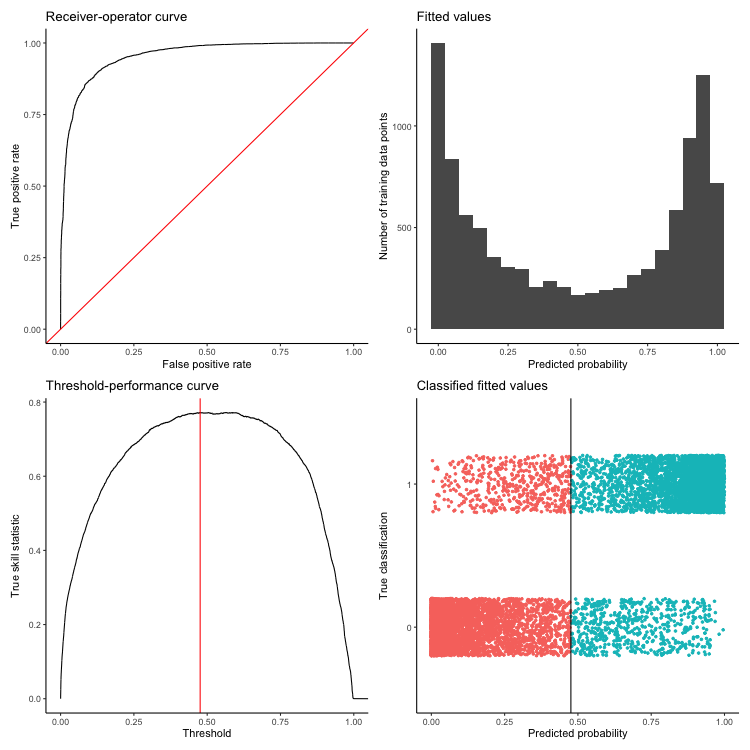 Receiver-operator curve
True positive rate
1.00
0.75
0.50
0.25
0.00
0.00 0.25 0.50 0.75 1.00
False positive rate
Fitted values
Number of training data points
1000
500
0
0.00 0.25 0.50 0.75 1.00
Predicted probability
Threshold-performance curve
True skill statistic
0.8
0.6
0.4
0.2
0.0
0.00 0.25 0.50 0.75 1.00
Threshold
Classified fitted values
True classification
1
0
0.00 0.25 0.50 0.75 1.00
Predicted probability